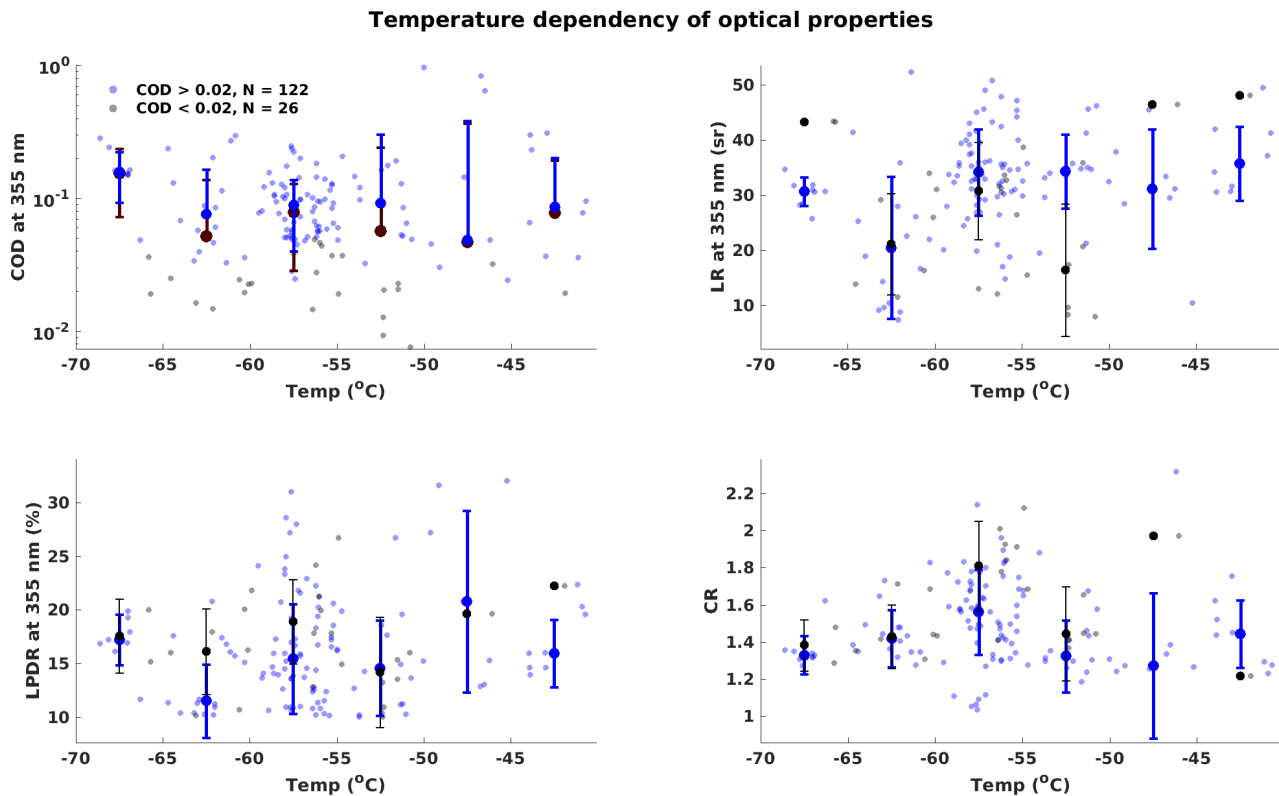 Temperature dependency of optical properties
COD at 355 nm
10^0
10^-1
10^-2
COD > 0.02, N = 122
COD < 0.02, N = 26
-70 -65 -60 -55 -50 -45
Temp (°C)
LR at 355 nm (sr)
50
40
30
20
10
-70 -65 -60 -55 -50 -45
Temp (°C)
LPDR at 355 nm (%)
30
25
20
15
10
-70 -65 -60 -55 -50 -45
Temp (°C)
CR
2.2
2
1.8
1.6
1.4
1.2
1
-70 -65 -60 -55 -50 -45
Temp (°C)